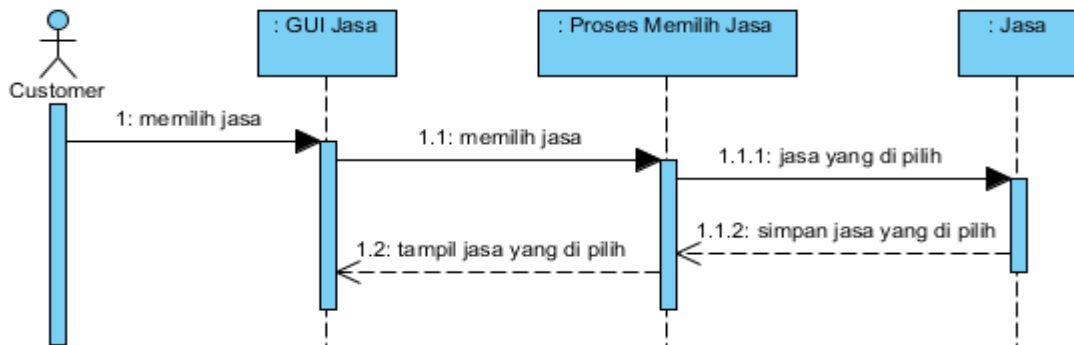 : GUI Jasa
: Proses Memilih Jasa
: Jasa
Customer
1: memilih jasa
1.1: memilih jasa
1.1.1: jasa yang di pilih
1.1.2: simpan jasa yang di pilih
1.2: tampil jasa yang di pilih